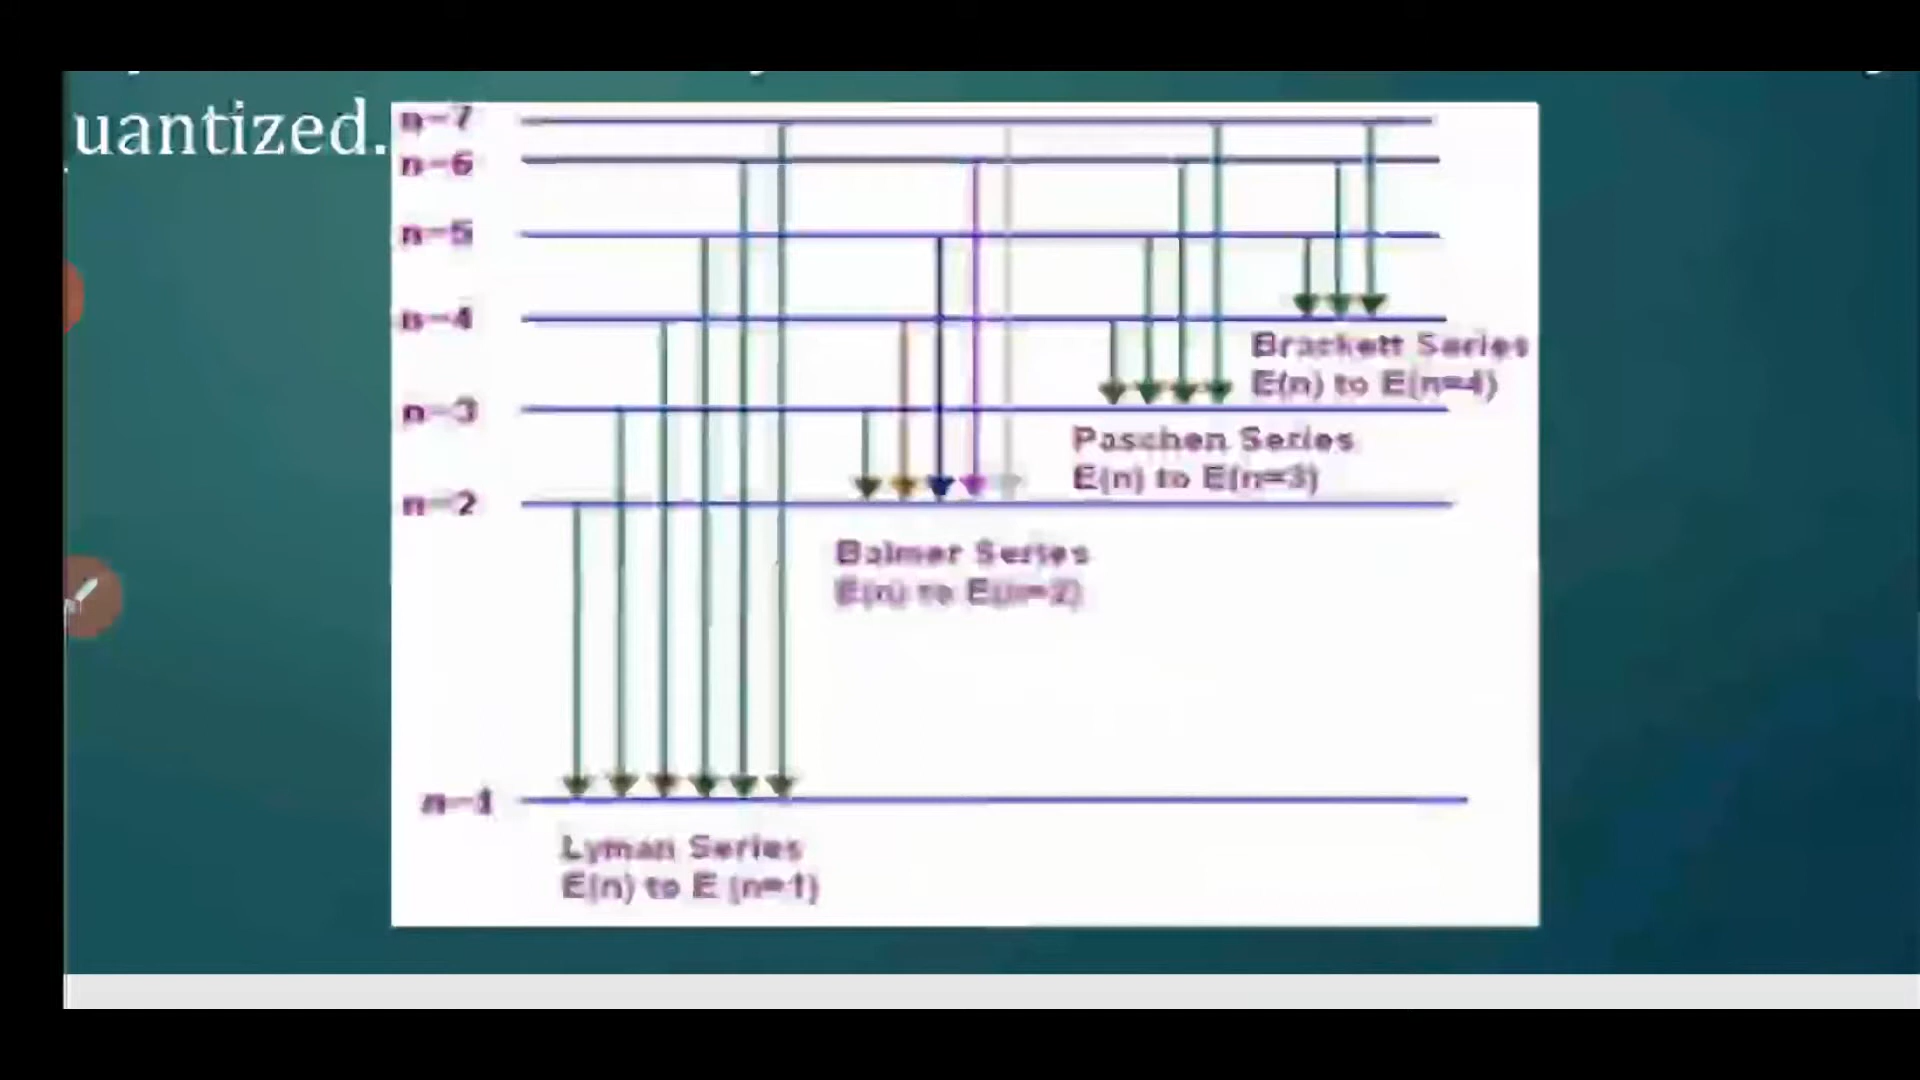 uantized.
n=7
n=6
n=5
n=4
n=3
n=2
n=1
Brackett Series
E(n) to E(n=4)
Paschen Series
E(n) to E(n=3)
Balmer Series
E(n) to E(n=2)
Lyman Series
E(n) to E (n=1)